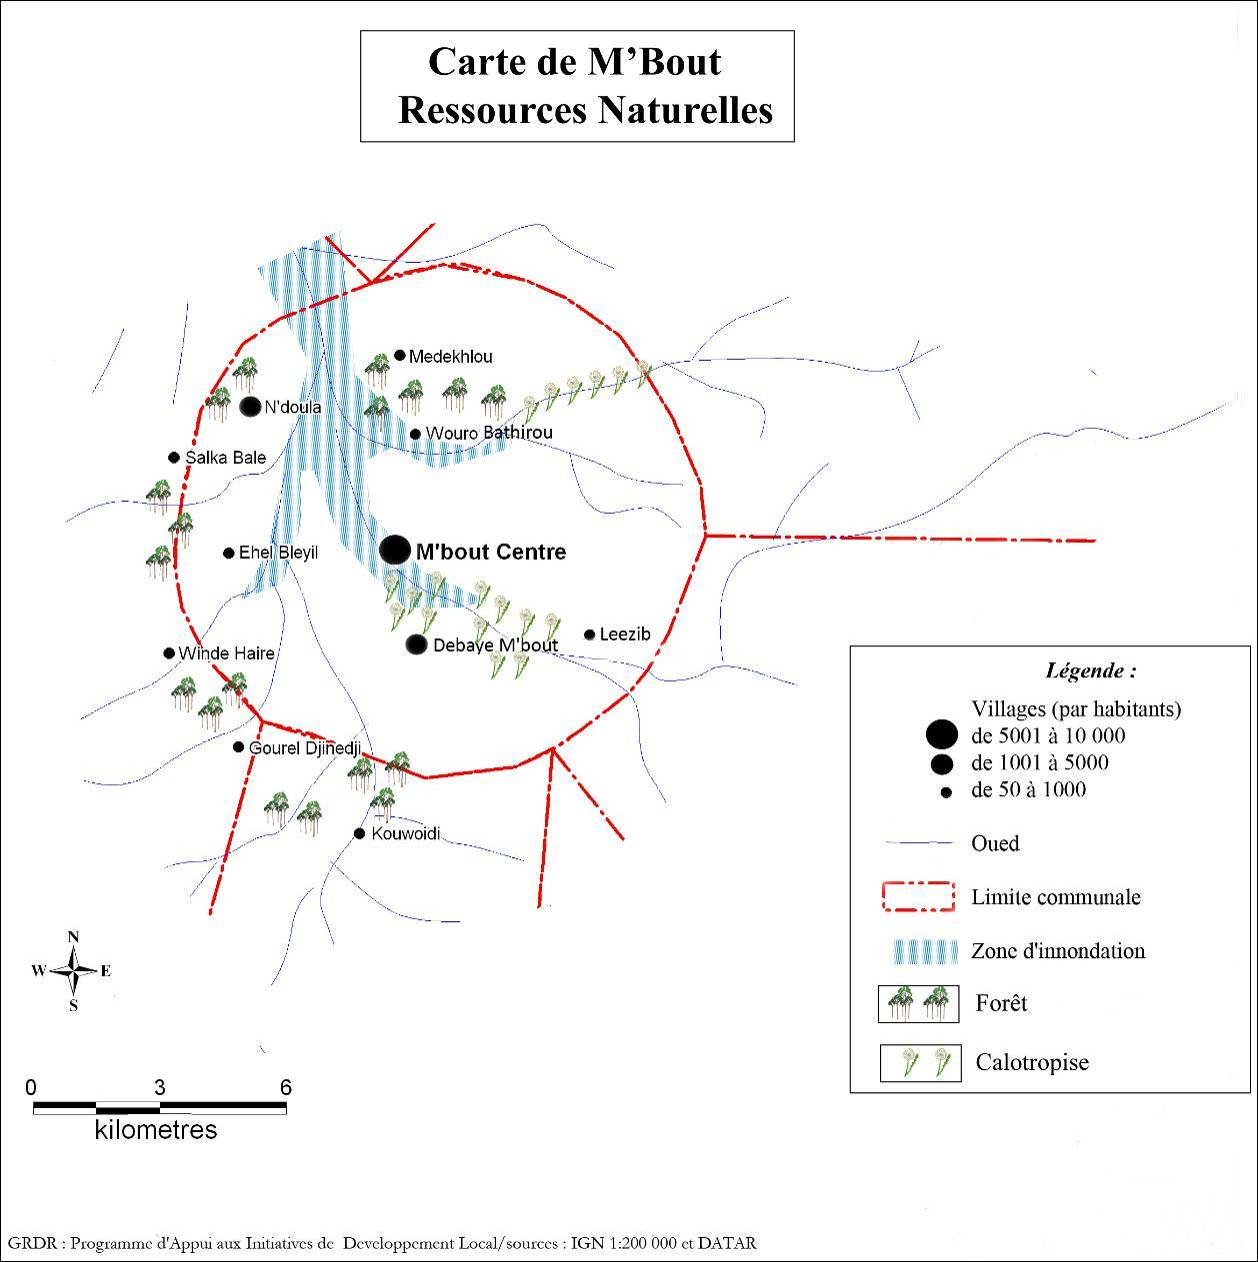 Carte de M’Bout
Ressources Naturelles
Medekhlou
N'doula
Wouro Bathirou
Salka Bale
Ehel Bleyil
M'bout Centre
Leezib
Debaye M'bout
Winde Haire
Gourel Djinedji
Kouwoidi
Légende :
Villages (par habitants)
de 5001 à 10 000
de 1001 à 5000
de 50 à 1000
Oued
Limite communale
Zone d'innondation
Forêt
Calotropise
N
W E
S
0 3 6
kilometres
GRDR : Programme d'Appui aux Initiatives de Developpement Local/sources : IGN 1:200 000 et DATAR